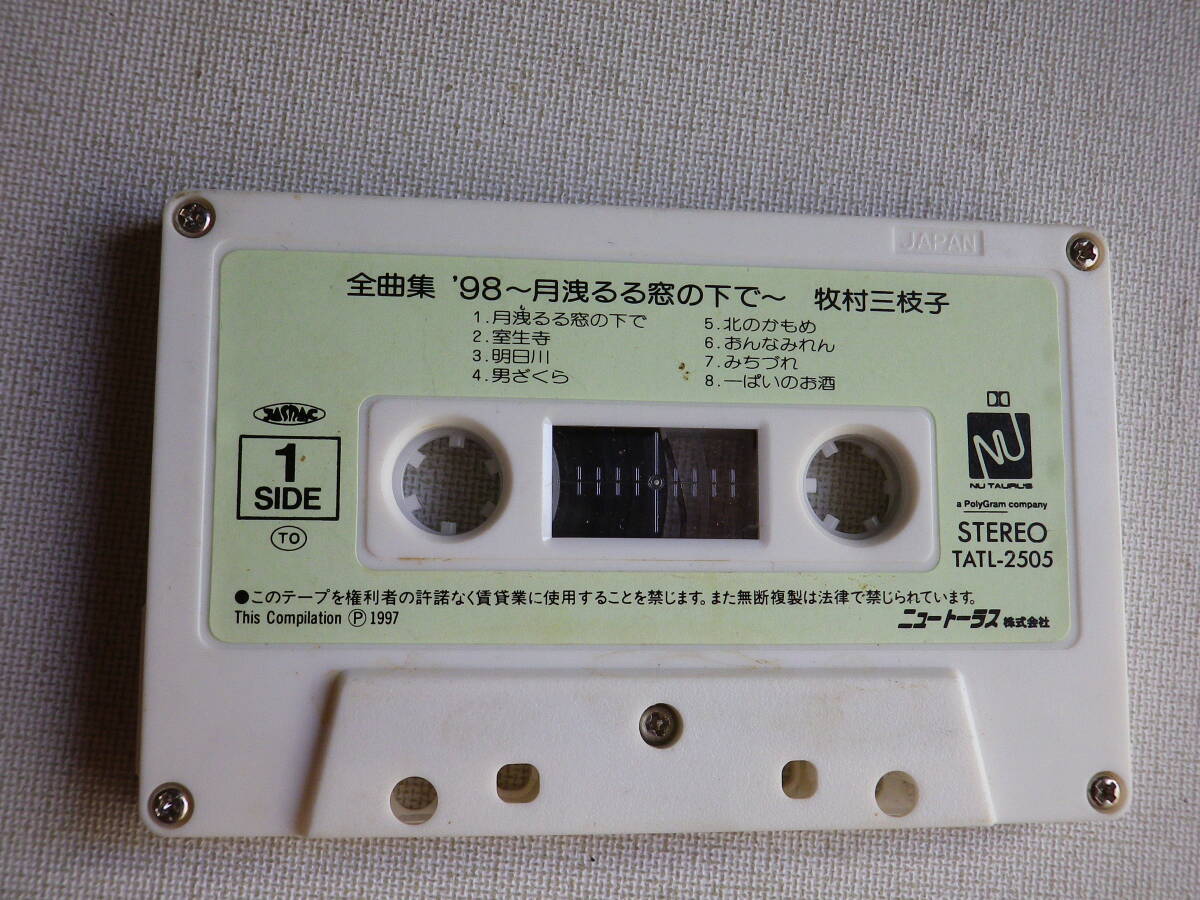 JAPAN
全曲集 '98〜月洩るる窓の下で〜 牧村三枝子
1.月洩るる窓の下で
2.室生寺
3.明日川
4.男ざくら
5.北のかもめ
6.おんなみれん
7.みちづれ
8.一ぱいのお酒
JASRAC
1
SIDE
TO
NU TAURUS
a PolyGram company
STEREO
TATL-2505
●このテープを権利者の許諾なく賃貸業に使用することを禁じます。また無断複製は法律で禁じられています。
This Compilation Ⓟ 1997
ニュートーラス株式会社